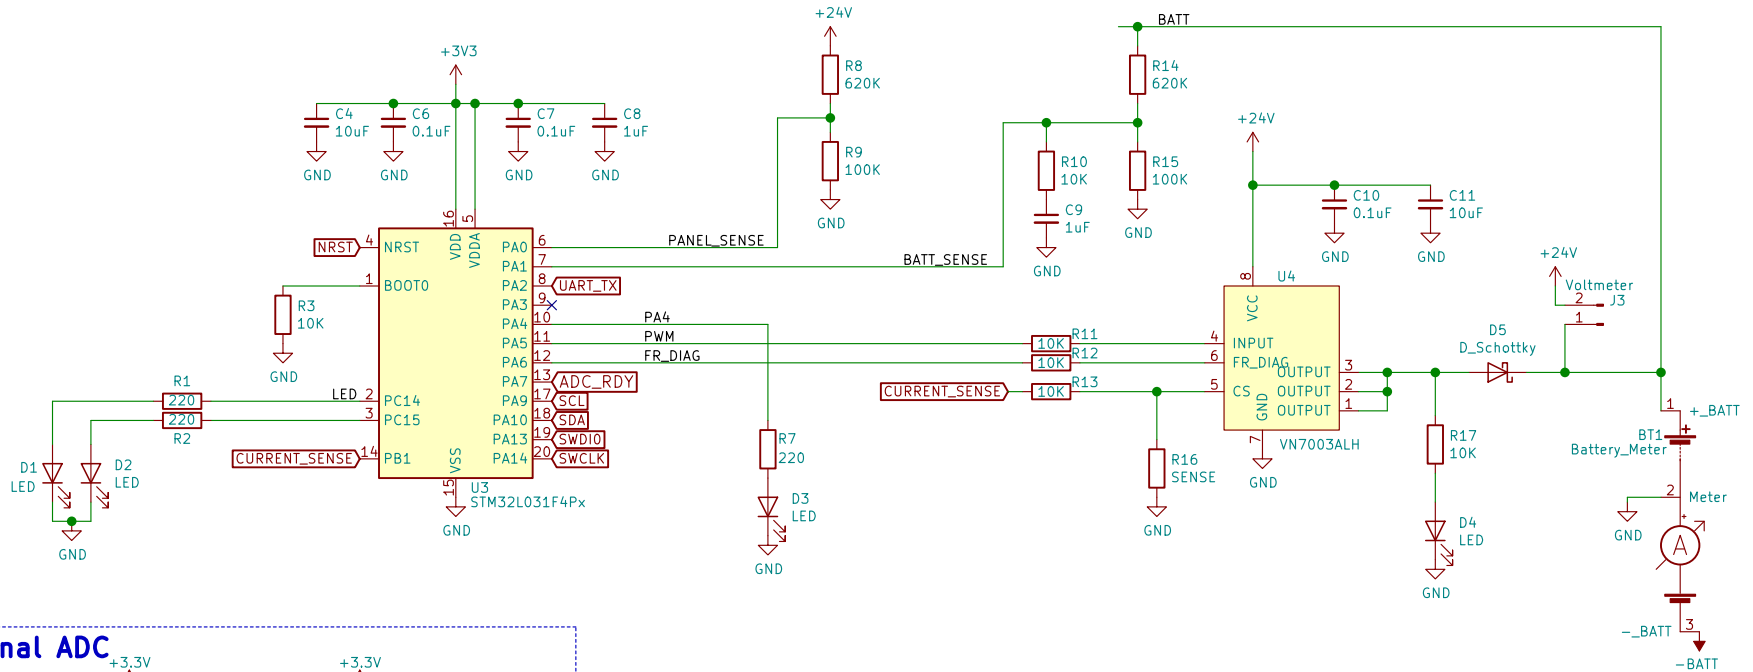 +24V
BATT
+3V3
R8
620K
R14
620K
C4
10uF
C6
0.1uF
C7
0.1uF
C8
1uF
+24V
GND
GND
GND
GND
R9
100K
R10
10K
R15
100K
C9
1uF
C10
0.1uF
C11
10uF
GND
GND
GND
GND
GND
16
VDD
5
VDDA
NRST
4
NRST
PA0
6
PANEL_SENSE
PA1
7
BATT_SENSE
1
BOOT0
PA2
8
UART_TX
PA3
9
R3
10K
GND
PA4
10
PA4
PA5
11
PWM
PA6
12
FR_DIAG
PA7
13
ADC_RDY
PA9
17
SCL
PA10
18
SDA
PA13
19
SWDIO
PA14
20
SWCLK
R1
220
LED
2
PC14
220
R2
3
PC15
CURRENT_SENSE
14
PB1
VSS
15
GND
U3
STM32L031F4Px
D1
LED
D2
LED
GND
R7
220
D3
LED
GND
R11
10K
R12
10K
R13
10K
CURRENT_SENSE
R16
SENSE
GND
U4
8
VCC
4
INPUT
6
FR_DIAG
5
CS
OUTPUT
3
OUTPUT
2
OUTPUT
1
GND
7
VN7003ALH
GND
+24V
Voltmeter
J3
2
1
D5
D_Schottky
R17
10K
D4
LED
GND
1
+_BATT
+
BT1
Battery_Meter
2
Meter
GND
+
A
-_BATT
3
-BATT
nal ADC
+3.3V
+3.3V